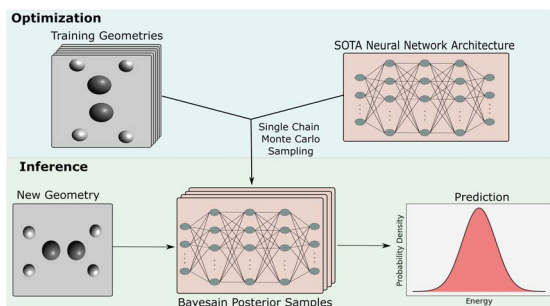 Optimization
Training Geometries
SOTA Neural Network Architecture
Single Chain
Monte Carlo
Sampling
Inference
New Geometry
Bayesain Posterior Samples
Prediction
Probability Density
Energy